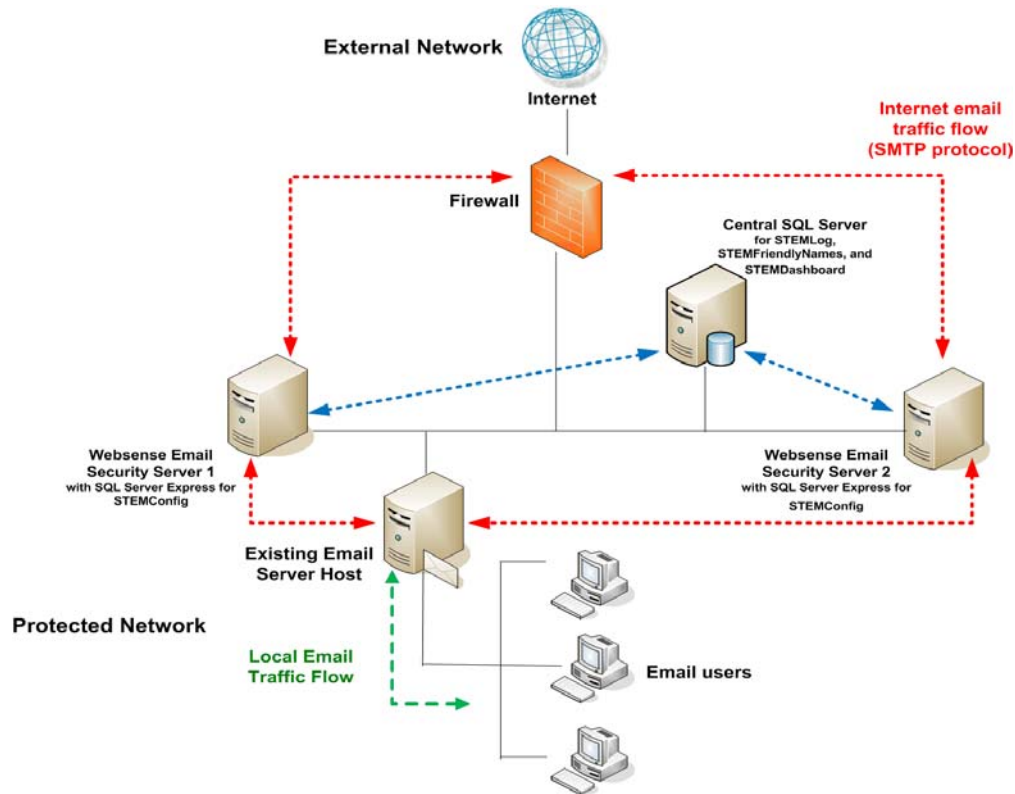 External Network
Internet
Internet email
traffic flow
(SMTP protocol)
Firewall
Central SQL Server
for STEMLog,
STEMFriendlyNames, and
STEMDashboard
Websense Email
Security Server 1
with SQL Server Express for
STEMConfig
Websense Email
Security Server 2
with SQL Server Express for
STEMConfig
Existing Email
Server Host
Protected Network
Local Email
Traffic Flow
Email users